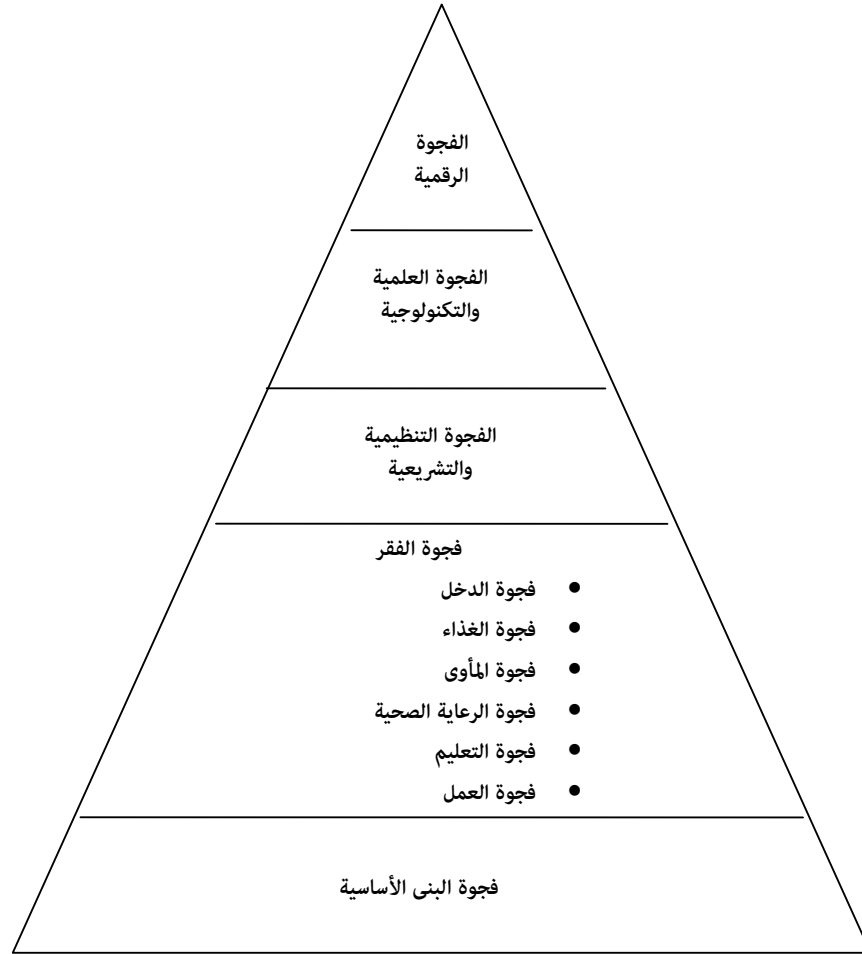 الفجوة
الرقمية
الفجوة العلمية
والتكنولوجية
الفجوة التنظيمية
والتشريعية
فجوة الفقر
● فجوة الدخل
● فجوة الغذاء
● فجوة المأوى
● فجوة الرعاية الصحية
● فجوة التعليم
● فجوة العمل
فجوة البنى الأساسية